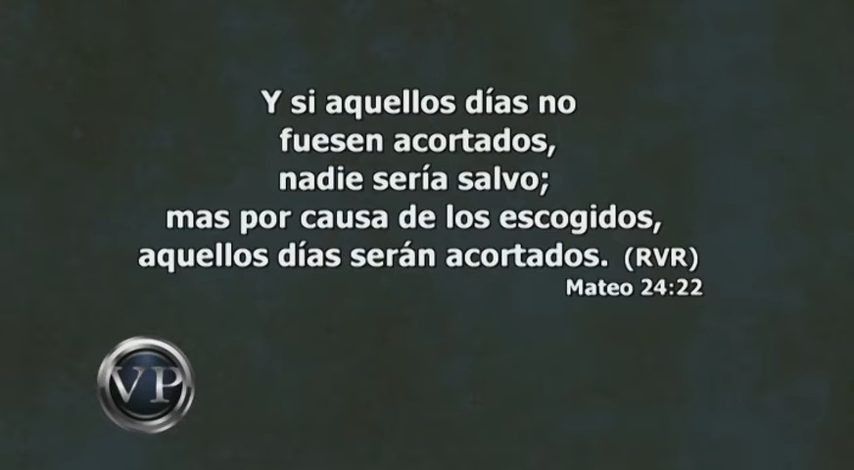 Y si aquellos días no
fuesen acortados,
nadie sería salvo;
mas por causa de los escogidos,
aquellos días serán acortados. (RVR)
Mateo 24:22
VP